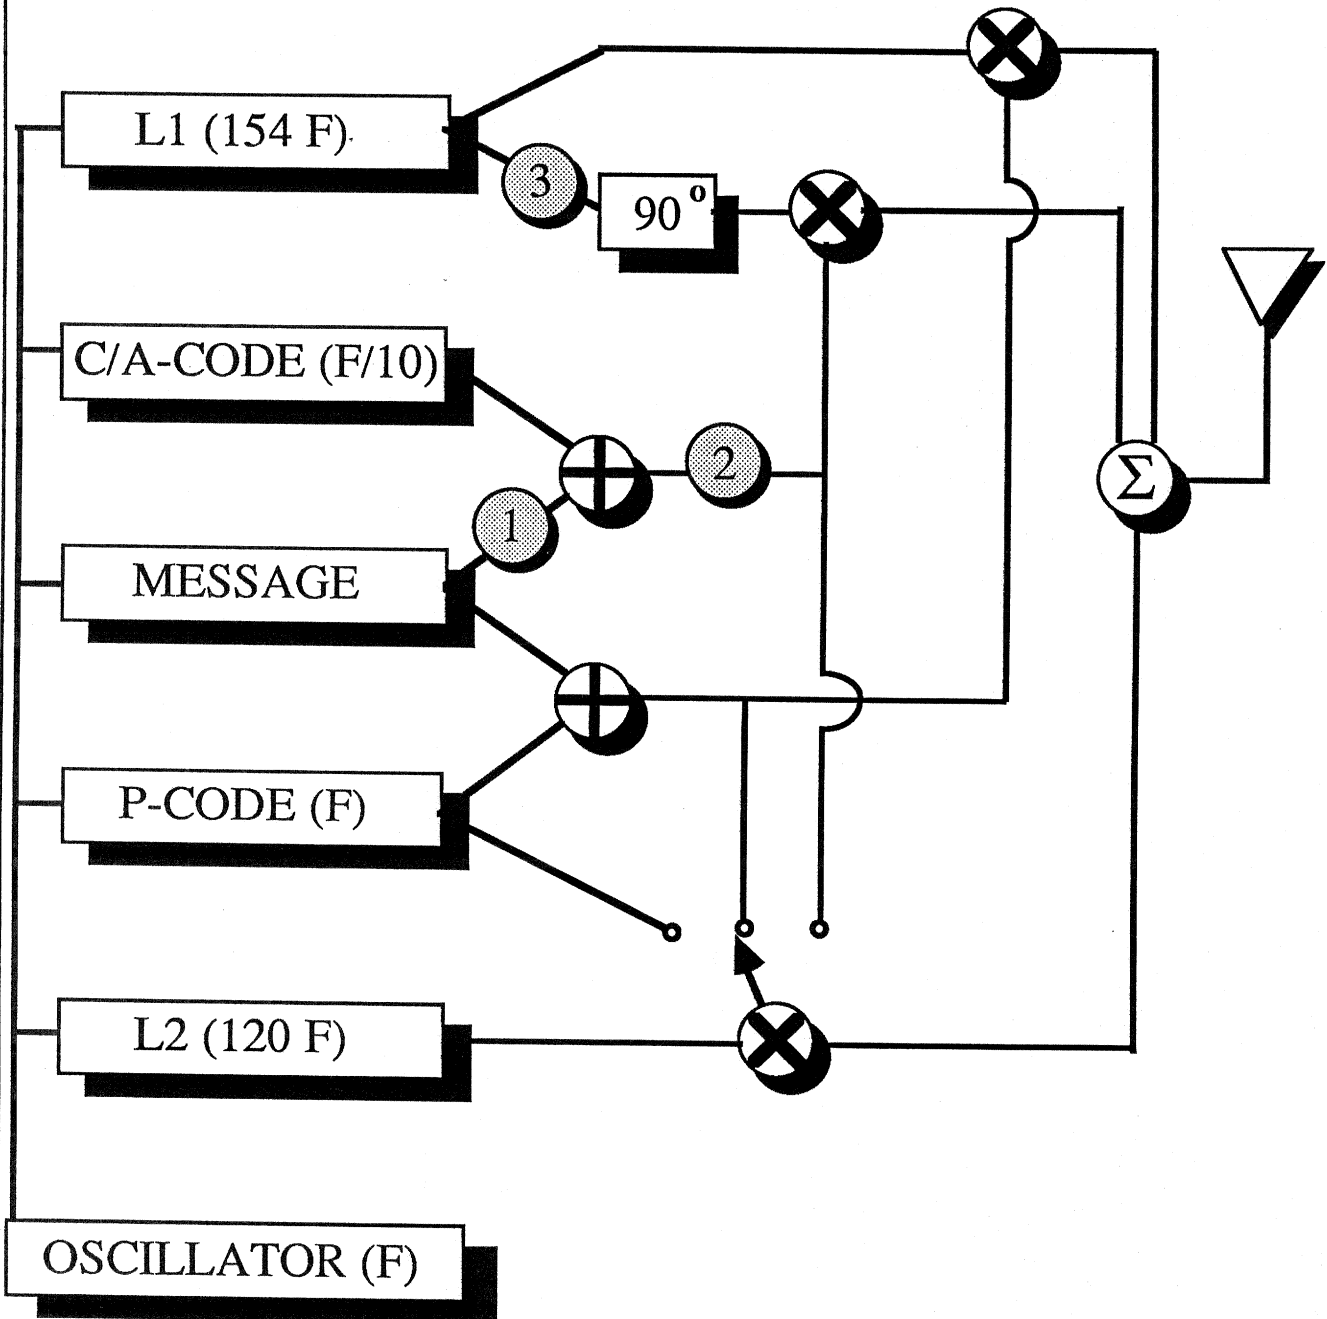 L1 (154 F)
3
90°
C/A-CODE (F/10)
2
Σ
1
MESSAGE
P-CODE (F)
L2 (120 F)
OSCILLATOR (F)